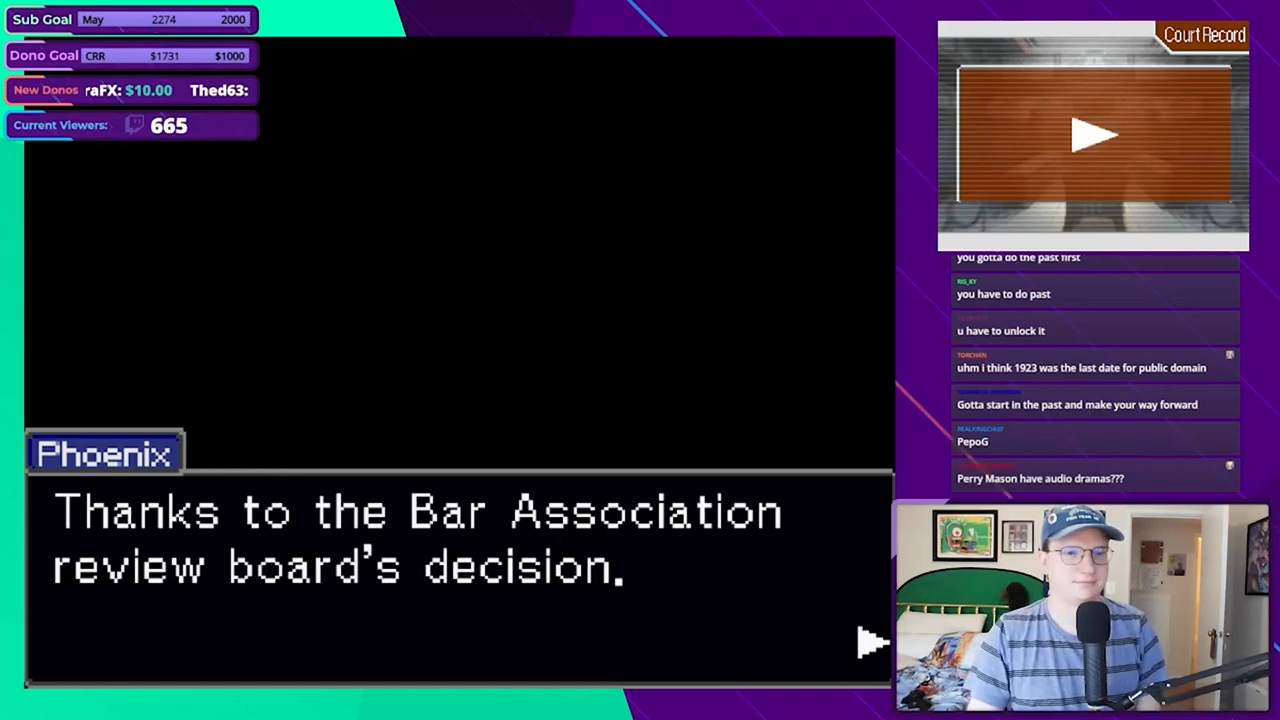 Sub Goal May 2274 2000
Dono Goal CRR $1731 $1000
New Donos raFX: $10.00 Thed63:
Current Viewers: 665
Court Record
you gotta do the past first
RIS_KY
you have to do past
u have to unlock it
TORCHAN
uhm i think 1923 was the last date for public domain
Gotta start in the past and make your way forward
REALKINGCHIEF
PepoG
Perry Mason have audio dramas???
Phoenix
Thanks to the Bar Association
review board's decision.